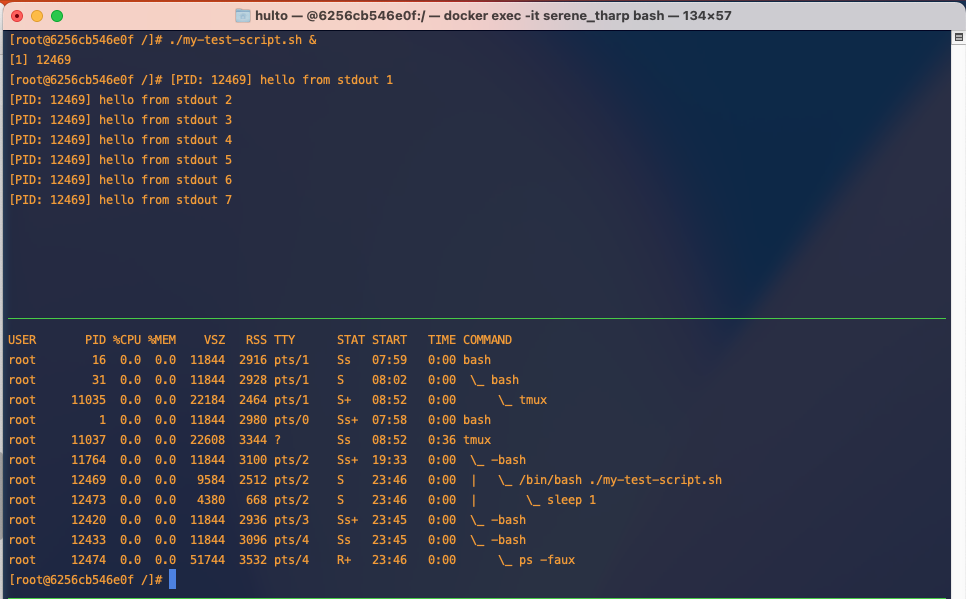 hulto — @6256cb546e0f:/ — docker exec -it serene_tharp bash — 134×57
[root@6256cb546e0f /]# ./my-test-script.sh &
[1] 12469
[root@6256cb546e0f /]# [PID: 12469] hello from stdout 1
[PID: 12469] hello from stdout 2
[PID: 12469] hello from stdout 3
[PID: 12469] hello from stdout 4
[PID: 12469] hello from stdout 5
[PID: 12469] hello from stdout 6
[PID: 12469] hello from stdout 7
USER       PID %CPU %MEM    VSZ   RSS TTY      STAT START   TIME COMMAND
root        16  0.0  0.0  11844  2916 pts/1    Ss   07:59   0:00 bash
root        31  0.0  0.0  11844  2928 pts/1    S    08:02   0:00  \_ bash
root     11035  0.0  0.0  22184  2464 pts/1    S+   08:52   0:00      \_ tmux
root         1  0.0  0.0  11844  2980 pts/0    Ss+  07:58   0:00 bash
root     11037  0.0  0.0  22608  3344 ?        Ss   08:52   0:36 tmux
root     11764  0.0  0.0  11844  3100 pts/2    Ss+  19:33   0:00  \_ -bash
root     12469  0.0  0.0   9584  2512 pts/2    S    23:46   0:00  |   \_ /bin/bash ./my-test-script.sh
root     12473  0.0  0.0   4380   668 pts/2    S    23:46   0:00  |       \_ sleep 1
root     12420  0.0  0.0  11844  2936 pts/3    Ss+  23:45   0:00  \_ -bash
root     12433  0.0  0.0  11844  3096 pts/4    Ss   23:45   0:00  \_ -bash
root     12474  0.0  0.0  51744  3532 pts/4    R+   23:46   0:00      \_ ps -faux
[root@6256cb546e0f /]#